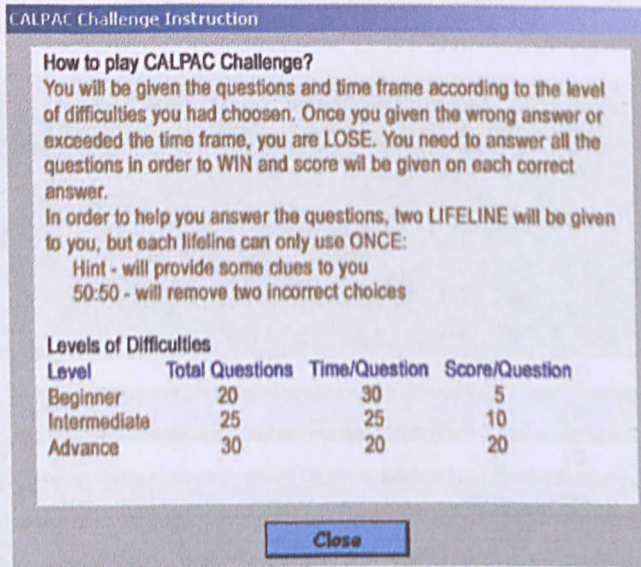 CALPAC Challenge Instruction
How to play CALPAC Challenge?
You will be given the questions and time frame according to the level
of difficulties you had choosen. Once you given the wrong answer or
exceeded the time frame, you are LOSE. You need to answer all the
questions in order to WIN and score wil be given on each correct
answer.
In order to help you answer the questions, two LIFELINE will be given
to you, but each lifeline can only use ONCE:
Hint - will provide some clues to you
50:50 - will remove two incorrect choices
Levels of Difficulties
Level Total Questions Time/Question Score/Question
Beginner 20 30 5
Intermediate 25 25 10
Advance 30 20 20
Close